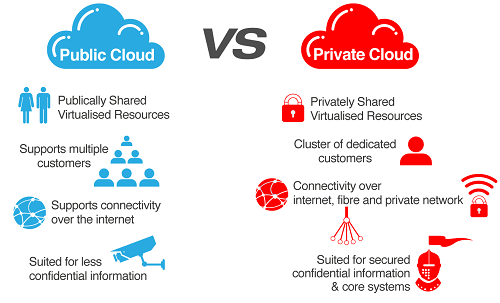 Public Cloud
VS
Private Cloud
Publically Shared
Virtualised Resources
Supports multiple
customers
Supports connectivity
over the internet
Suited for less
confidential information
Privately Shared
Virtualised Resources
Cluster of dedicated
customers
Connectivity over
internet, fibre and private network
Suited for secured
confidential information
& core systems